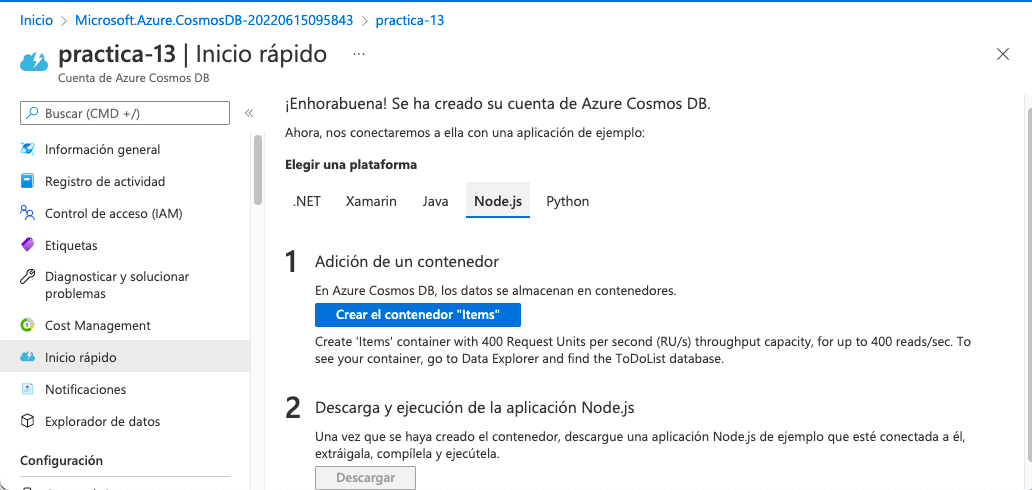 Inicio > Microsoft.Azure.CosmosDB-20220615095843 > practica-13
practica-13 | Inicio rápido ...
Cuenta de Azure Cosmos DB
Buscar (CMD +/)
«
Información general
Registro de actividad
Control de acceso (IAM)
Etiquetas
Diagnosticar y solucionar
problemas
Cost Management
Inicio rápido
Notificaciones
Explorador de datos
Configuración
¡Enhorabuena! Se ha creado su cuenta de Azure Cosmos DB.
Ahora, nos conectaremos a ella con una aplicación de ejemplo:
Elegir una plataforma
.NET Xamarin Java Node.js Python
1 Adición de un contenedor
En Azure Cosmos DB, los datos se almacenan en contenedores.
Crear el contenedor "Items"
Create 'Items' container with 400 Request Units per second (RU/s) throughput capacity, for up to 400 reads/sec. To
see your container, go to Data Explorer and find the ToDoList database.
2 Descarga y ejecución de la aplicación Node.js
Una vez que se haya creado el contenedor, descargue una aplicación Node.js de ejemplo que esté conectada a él,
extráigala, compílela y ejecútela.
Descargar